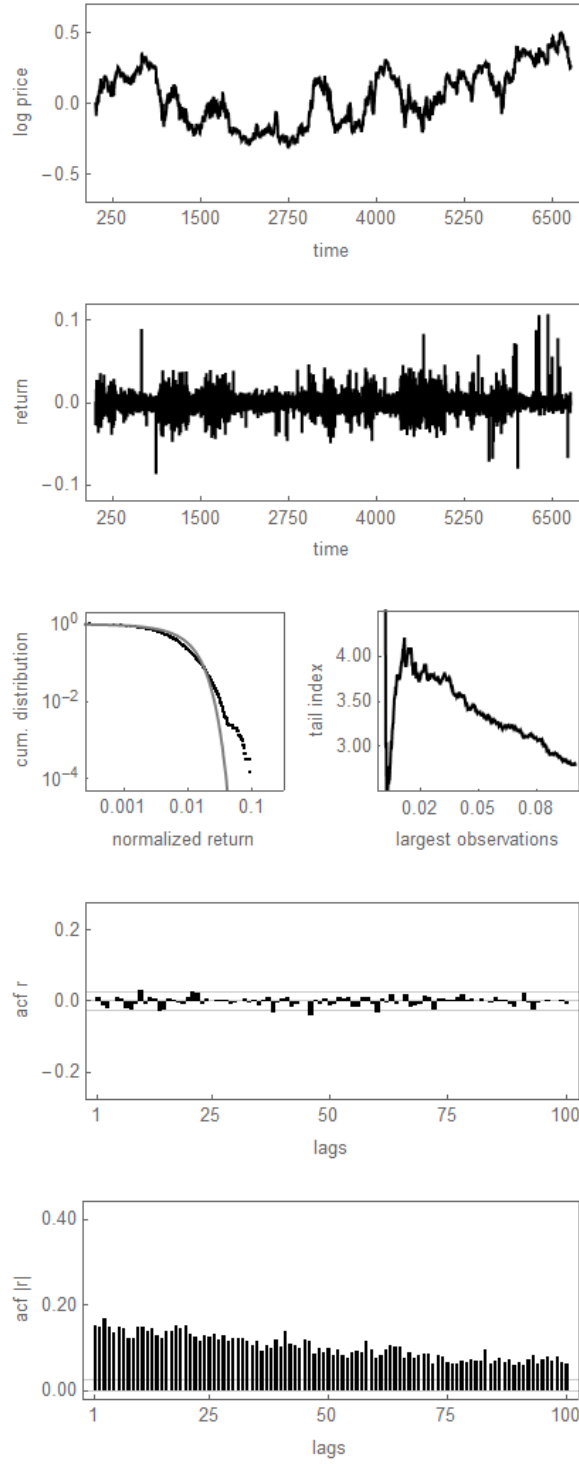 0.5
0.0
−0.5
log price
250 1500 2750 4000 5250 6500
time
0.1
0.0
−0.1
return
250 1500 2750 4000 5250 6500
time
10^0
10^−2
10^−4
cum. distribution
0.001 0.01 0.1
normalized return
4.00
3.50
3.00
tail index
0.02 0.05 0.08
largest observations
0.2
0.0
−0.2
acf r
1 25 50 75 100
lags
0.40
0.20
0.00
acf |r|
1 25 50 75 100
lags